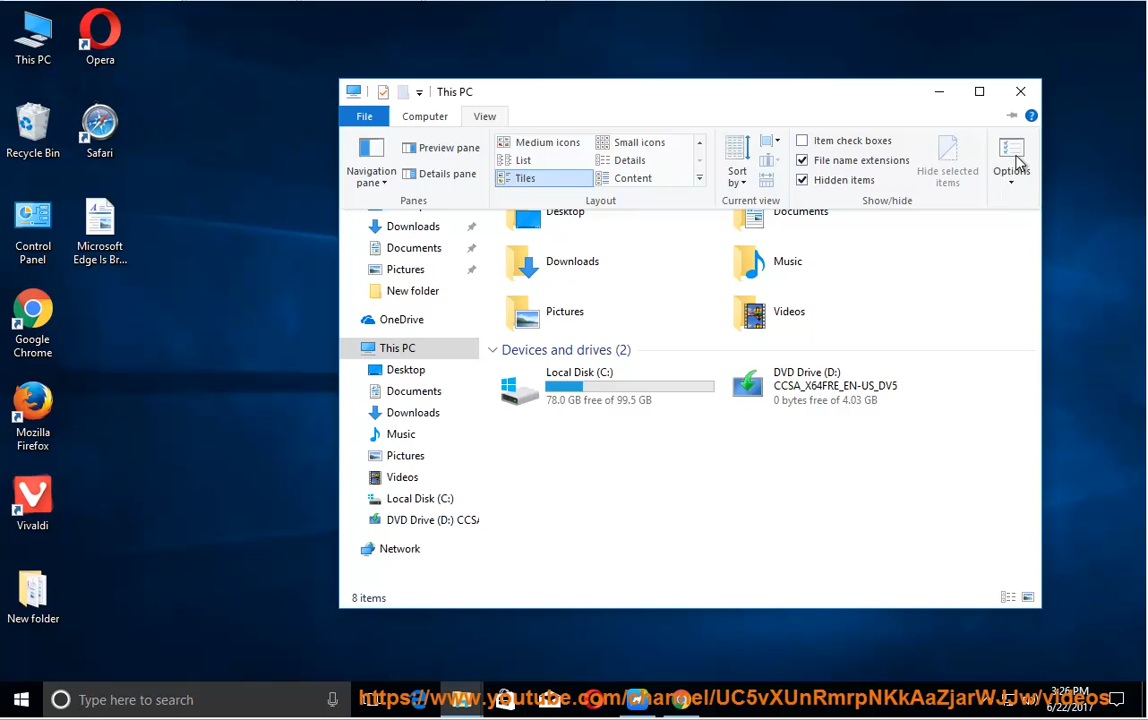 This PC
Opera
Recycle Bin
Safari
Control
Panel
Microsoft
Edge Is Br...
Google
Chrome
Mozilla
Firefox
Vivaldi
New folder
This PC
File
Computer
View
Navigation
pane
Preview pane
Details pane
Panes
Medium icons
Small icons
List
Details
Tiles
Content
Layout
Sort
by
Current view
Item check boxes
File name extensions
Hidden items
Hide selected
items
Show/hide
Options
Downloads
Documents
Pictures
New folder
OneDrive
This PC
Desktop
Documents
Downloads
Music
Pictures
Videos
Local Disk (C:)
DVD Drive (D:) CCSA
Network
Desktop
Documents
Downloads
Music
Pictures
Videos
Devices and drives (2)
Local Disk (C:)
78.0 GB free of 99.5 GB
DVD Drive (D:)
CCSA_X64FRE_EN-US_DV5
0 bytes free of 4.03 GB
8 items
Type here to search
https://www.youtube.com/channel/UC5vXUnRmrpNKkAaZjarWJJw/videos
3:26 PM
6/22/2017